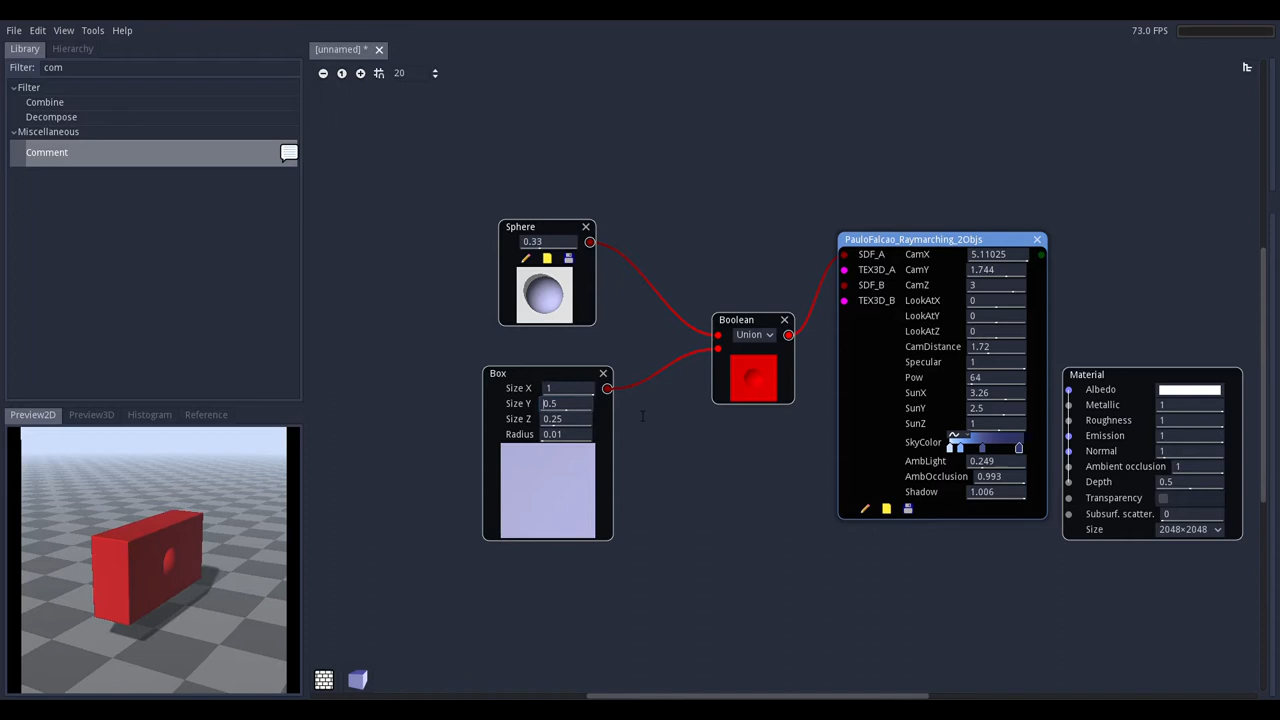 File Edit View Tools Help
73.0 FPS
Library Hierarchy
[unnamed] *
Filter: com
20
Filter
Combine
Decompose
Miscellaneous
Comment
Sphere
0.33
PauloFalcao_Raymarching_2Objs
SDF_A CamX 5.11025
TEX3D_A CamY 1.744
SDF_B CamZ 3
TEX3D_B LookAtX 0
LookAtY 0
LookAtZ 0
CamDistance 1.72
Specular 1
Pow 64
SunX 3.26
SunY 2.5
SunZ 1
SkyColor
AmbLight 0.249
AmbOcclusion 0.993
Shadow 1.006
Boolean
Union
Box
Size X 1
Size Y 0.5
Size Z 0.25
Radius 0.01
Material
Albedo
Metallic 1
Roughness 1
Emission 1
Normal 1
Ambient occlusion 1
Depth 0.5
Transparency
Subsurf. scatter. 0
Size 2048×2048
Preview2D Preview3D Histogram Reference